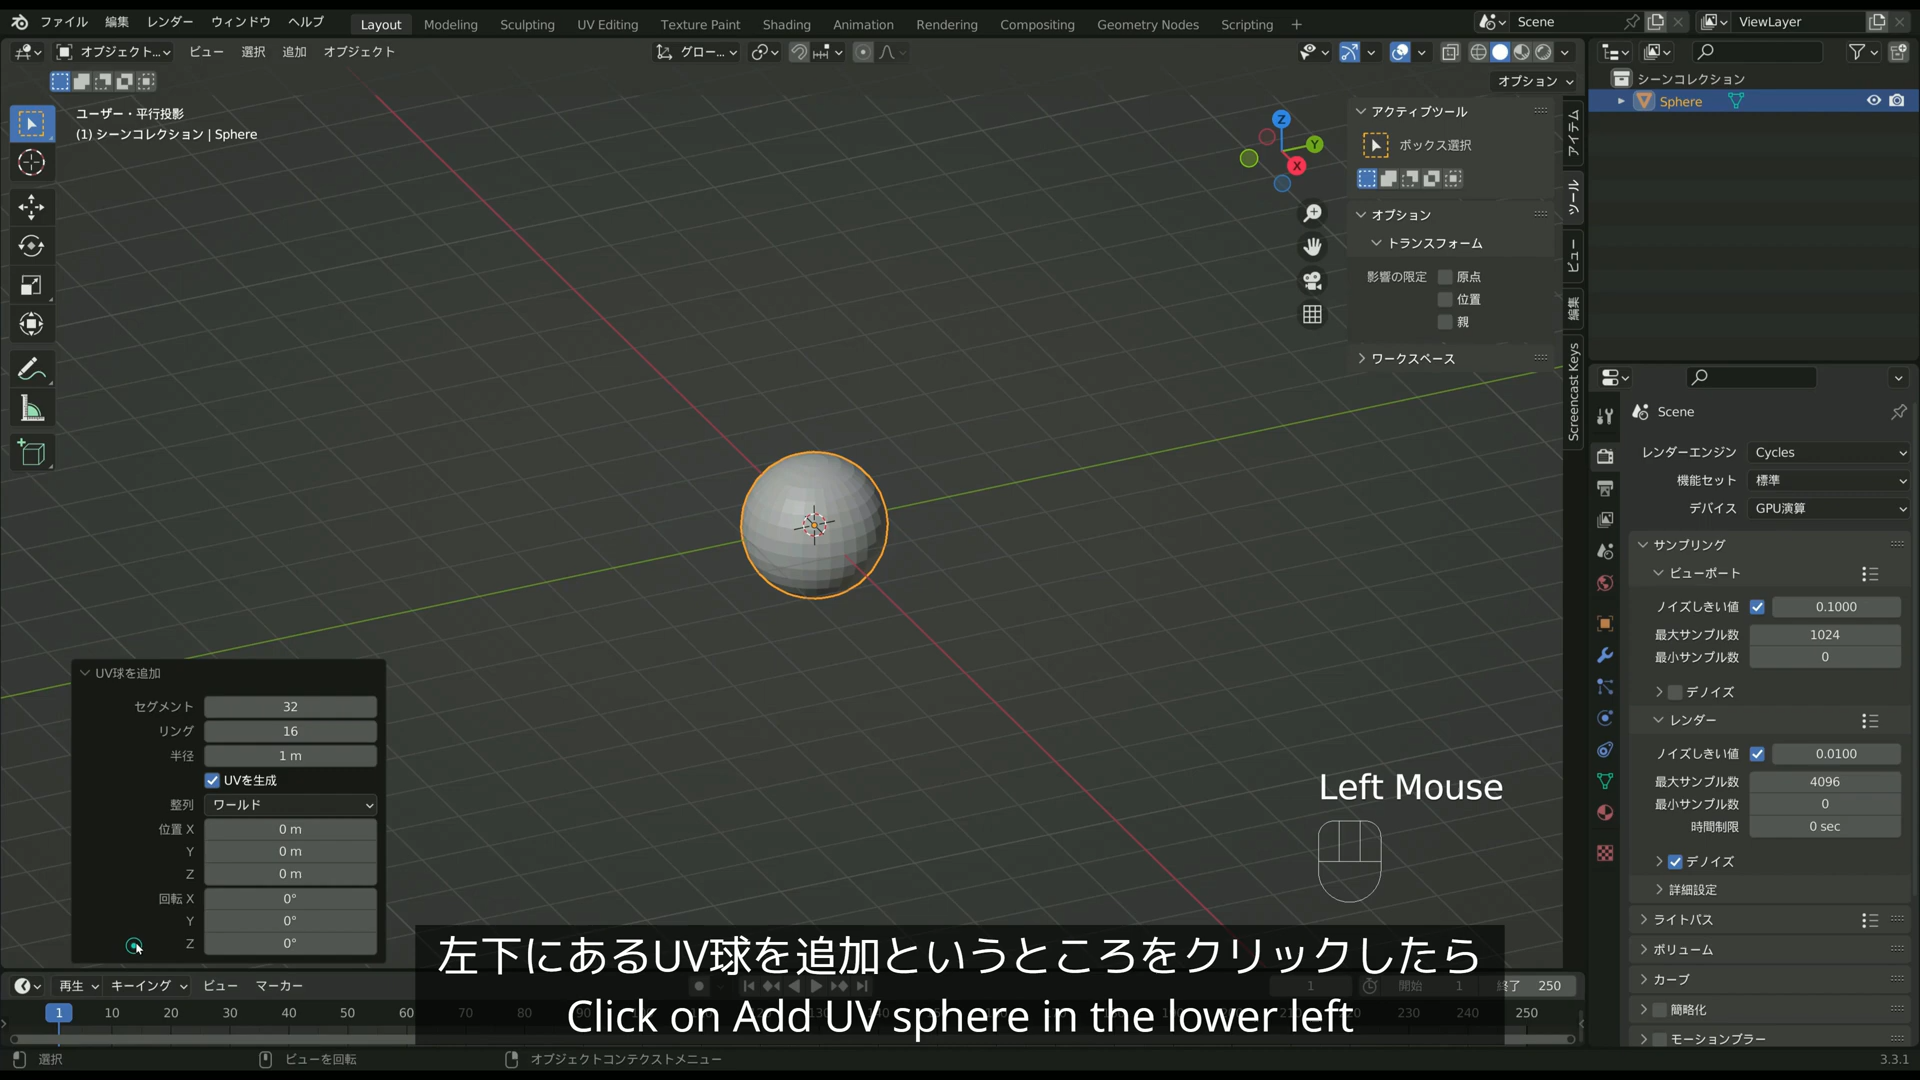 ファイル 編集 レンダー ウィンドウ ヘルプ Layout Modeling Sculpting UV Editing Texture Paint Shading Animation Rendering Compositing Geometry Nodes Scripting + Scene ViewLayer
オブジェクト... ビュー 選択 追加 オブジェクト グロー...
オプション
ユーザー・平行投影
(1) シーンコレクション | Sphere
Z
Y
X
アクティブツール
ボックス選択
オプション
トランスフォーム
影響の限定 原点
位置
親
ワークスペース
アイテム
ツール
ビュー
編集
Screencast Keys
シーンコレクション
Sphere
Scene
レンダーエンジン Cycles
機能セット 標準
デバイス GPU演算
サンプリング
ビューポート
ノイズしきい値 0.1000
最大サンプル数 1024
最小サンプル数 0
デノイズ
レンダー
ノイズしきい値 0.0100
最大サンプル数 4096
最小サンプル数 0
時間制限 0 sec
デノイズ
詳細設定
ライトパス
ボリューム
カーブ
簡略化
モーションブラー
UV球を追加
セグメント 32
リング 16
半径 1 m
UVを生成
整列 ワールド
位置 X 0 m
Y 0 m
Z 0 m
回転 X 0°
Y 0°
Z 0°
Left Mouse
左下にあるUV球を追加というところをクリックしたら
Click on Add UV sphere in the lower left
再生 キーイング ビュー マーカー 1 開始 1 終了 250
1 10 20 30 40 50 60 70 80 230 240 250
選択 ビューを回転 オブジェクトコンテクストメニュー 3.3.1